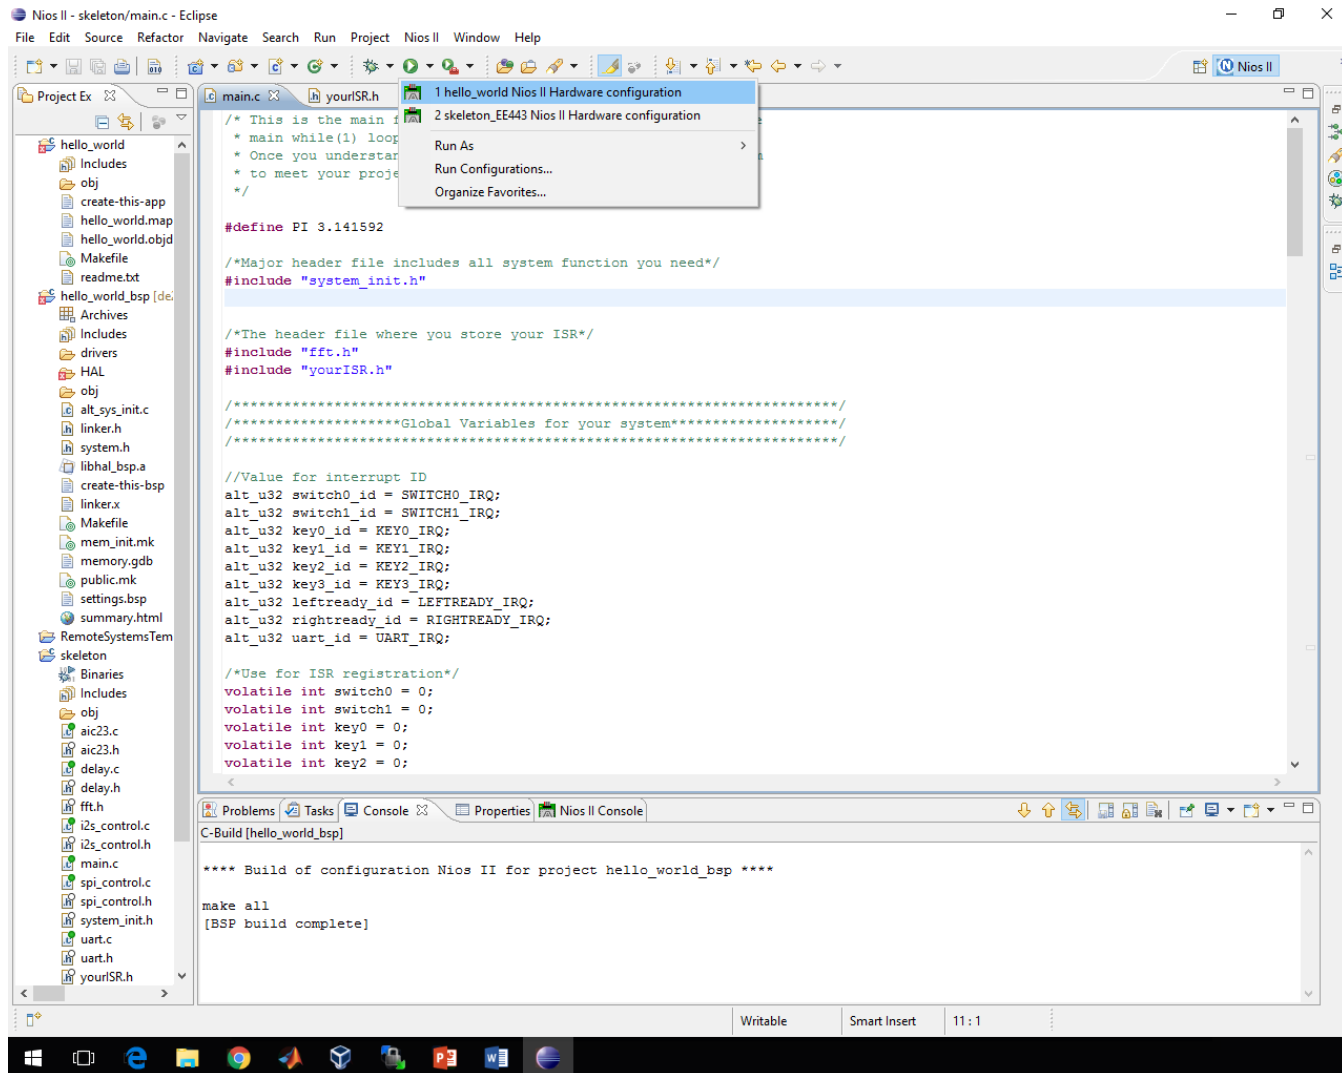 Nios II - skeleton/main.c - Eclipse
File Edit Source Refactor Navigate Search Run Project Nios II Window Help
Nios II
Project Ex
main.c
yourISR.h
1 hello_world Nios II Hardware configuration
2 skeleton_EE443 Nios II Hardware configuration
Run As
Run Configurations...
Organize Favorites...
hello_world
Includes
obj
create-this-app
hello_world.map
hello_world.objd
Makefile
readme.txt
hello_world_bsp [de
Archives
Includes
drivers
HAL
obj
alt_sys_init.c
linker.h
system.h
libhal_bsp.a
create-this-bsp
linker.x
Makefile
mem_init.mk
memory.gdb
public.mk
settings.bsp
summary.html
RemoteSystemsTem
skeleton
Binaries
Includes
obj
aic23.c
aic23.h
delay.c
delay.h
fft.h
i2s_control.c
i2s_control.h
main.c
spi_control.c
spi_control.h
system_init.h
uart.c
uart.h
yourISR.h
/* This is the main
* main while(1) loop
* Once you understan
* to meet your proje
*/
#define PI 3.141592
/*Major header file includes all system function you need*/
#include "system_init.h"
/*The header file where you store your ISR*/
#include "fft.h"
#include "yourISR.h"
/************************************************************************/
/********************Global Variables for your system********************/
/************************************************************************/
//Value for interrupt ID
alt_u32 switch0_id = SWITCH0_IRQ;
alt_u32 switch1_id = SWITCH1_IRQ;
alt_u32 key0_id = KEY0_IRQ;
alt_u32 key1_id = KEY1_IRQ;
alt_u32 key2_id = KEY2_IRQ;
alt_u32 key3_id = KEY3_IRQ;
alt_u32 leftready_id = LEFTREADY_IRQ;
alt_u32 rightready_id = RIGHTREADY_IRQ;
alt_u32 uart_id = UART_IRQ;
/*Use for ISR registration*/
volatile int switch0 = 0;
volatile int switch1 = 0;
volatile int key0 = 0;
volatile int key1 = 0;
volatile int key2 = 0;
Problems Tasks Console Properties Nios II Console
C-Build [hello_world_bsp]
**** Build of configuration Nios II for project hello_world_bsp ****
make all
[BSP build complete]
Writable Smart Insert 11 : 1